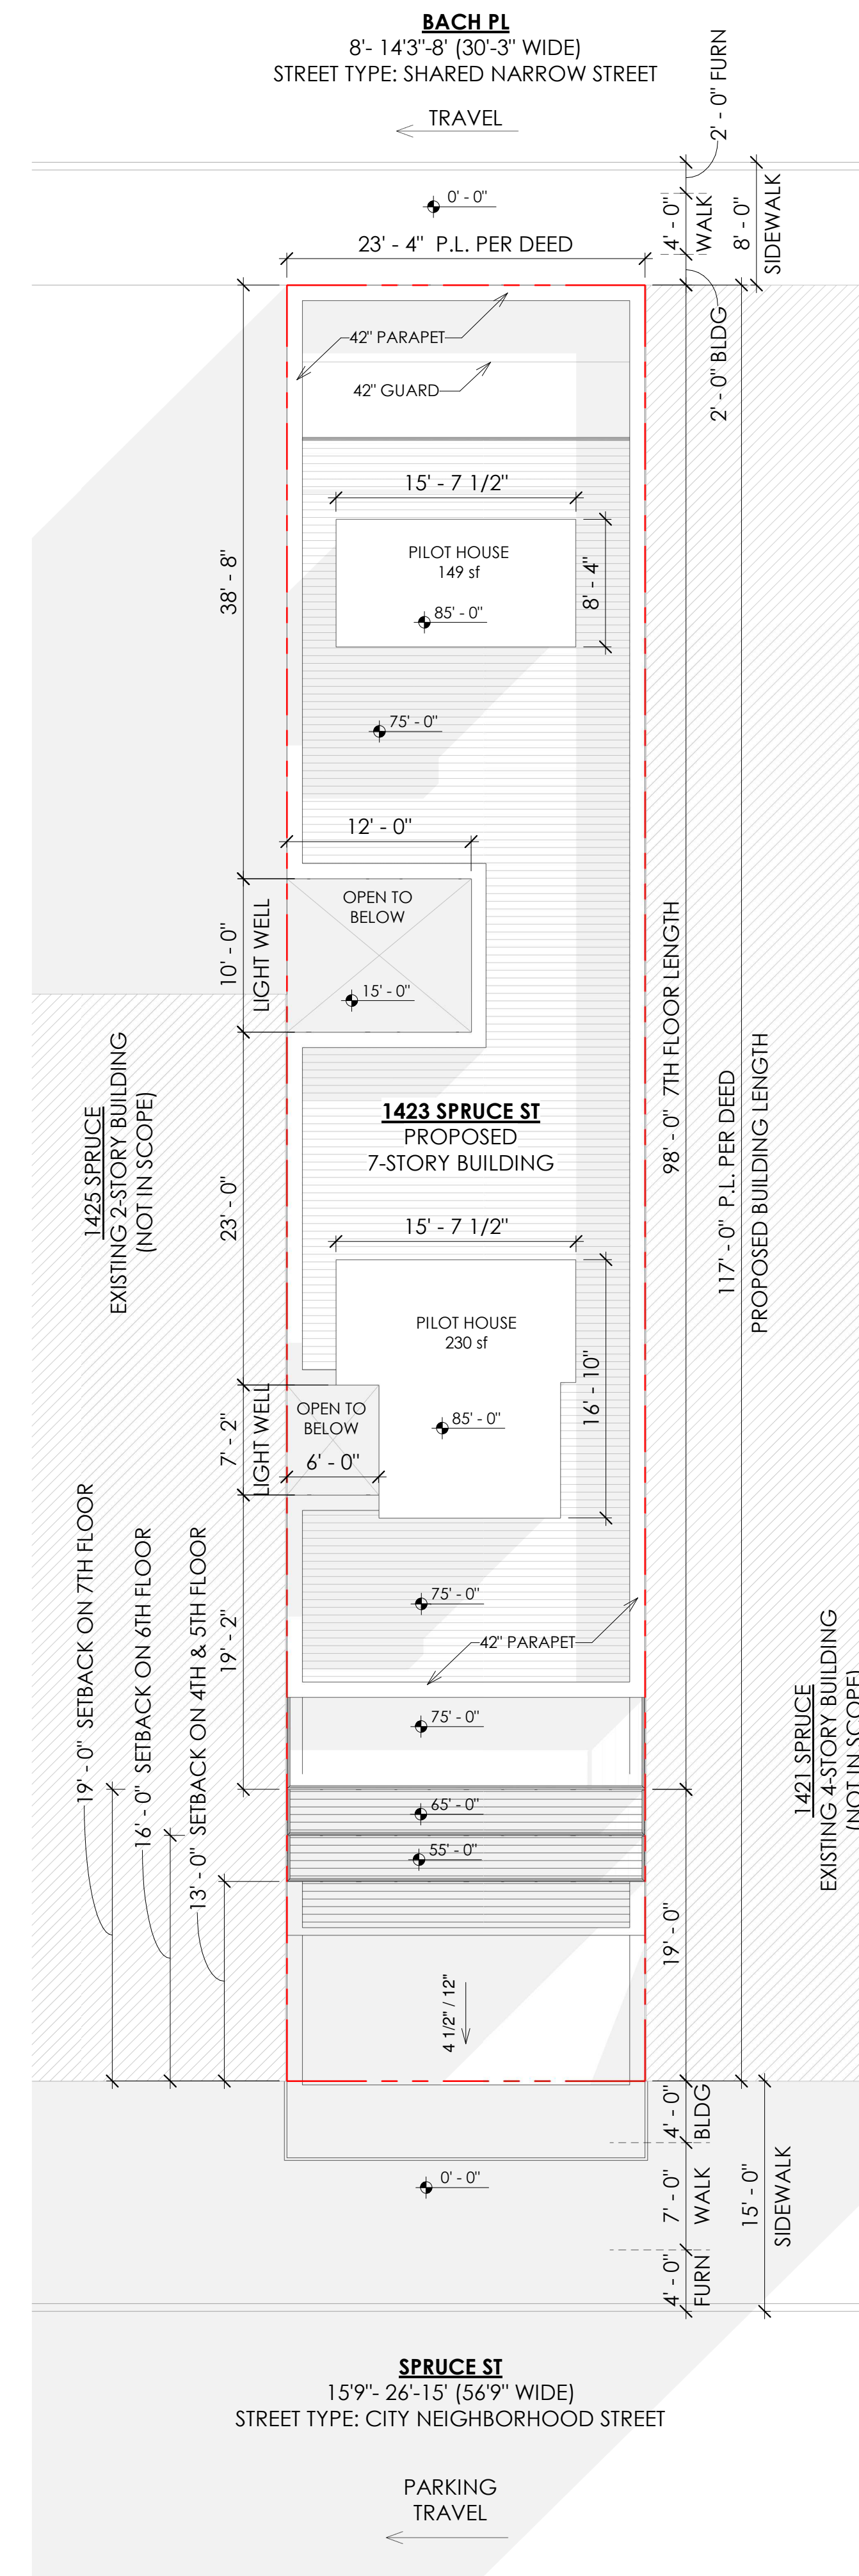 BACH PL
8'- 14'3"-8' (30'-3" WIDE)
STREET TYPE: SHARED NARROW STREET
TRAVEL
2' - 0" FURN
0' - 0"
4' - 0"
WALK
8' - 0"
SIDEWALK
23' - 4" P.L. PER DEED
2' - 0" BLDG
42" PARAPET
42" GUARD
15' - 7 1/2"
38' - 8"
PILOT HOUSE
149 sf
8' - 4"
85' - 0"
75' - 0"
12' - 0"
OPEN TO
BELOW
10' - 0"
LIGHT WELL
15' - 0"
98' - 0" 7TH FLOOR LENGTH
117' - 0" P.L. PER DEED
PROPOSED BUILDING LENGTH
1425 SPRUCE
EXISTING 2-STORY BUILDING
(NOT IN SCOPE)
1423 SPRUCE ST
PROPOSED
7-STORY BUILDING
23' - 0"
15' - 7 1/2"
PILOT HOUSE
230 sf
16' - 10"
OPEN TO
BELOW
7' - 2"
LIGHT WELL
85' - 0"
6' - 0"
19' - 0" SETBACK ON 7TH FLOOR
16' - 0" SETBACK ON 6TH FLOOR
13' - 0" SETBACK ON 4TH & 5TH FLOOR
19' - 2"
75' - 0"
42" PARAPET
1421 SPRUCE
EXISTING 4-STORY BUILDING
(NOT IN SCOPE)
75' - 0"
65' - 0"
55' - 0"
19' - 0"
4 1/2" / 12"
4' - 0"
BLDG
0' - 0"
7' - 0"
WALK
15' - 0"
SIDEWALK
4' - 0"
FURN
SPRUCE ST
15'9"- 26'-15' (56'9" WIDE)
STREET TYPE: CITY NEIGHBORHOOD STREET
PARKING
TRAVEL